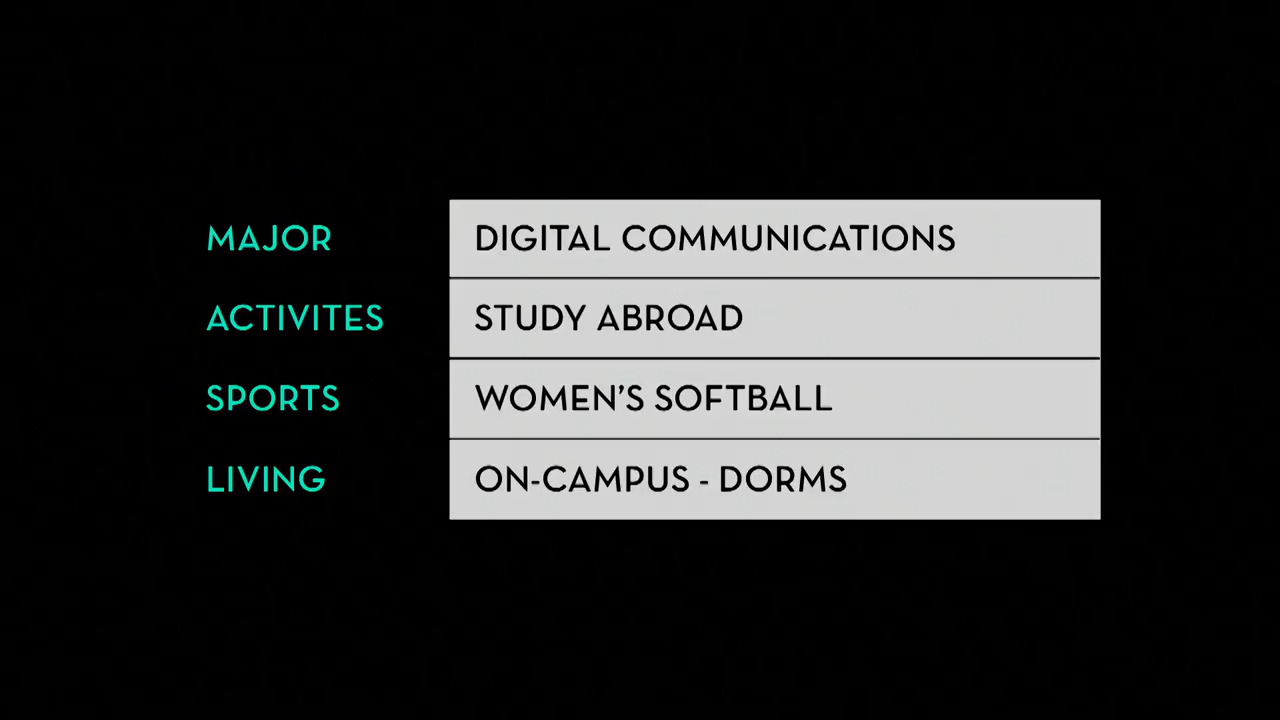 MAJOR DIGITAL COMMUNICATIONS
ACTIVITES STUDY ABROAD
SPORTS WOMEN’S SOFTBALL
LIVING ON-CAMPUS - DORMS